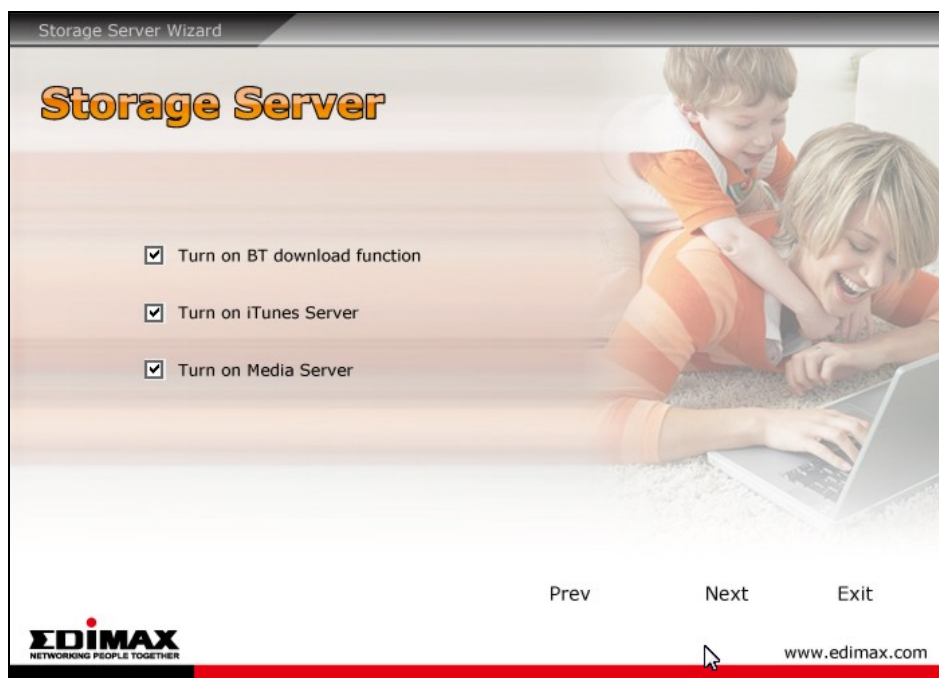 Storage Server Wizard
Storage Server
Turn on BT download function
Turn on iTunes Server
Turn on Media Server
Prev Next Exit
EDIMAX
NETWORKING PEOPLE TOGETHER
www.edimax.com